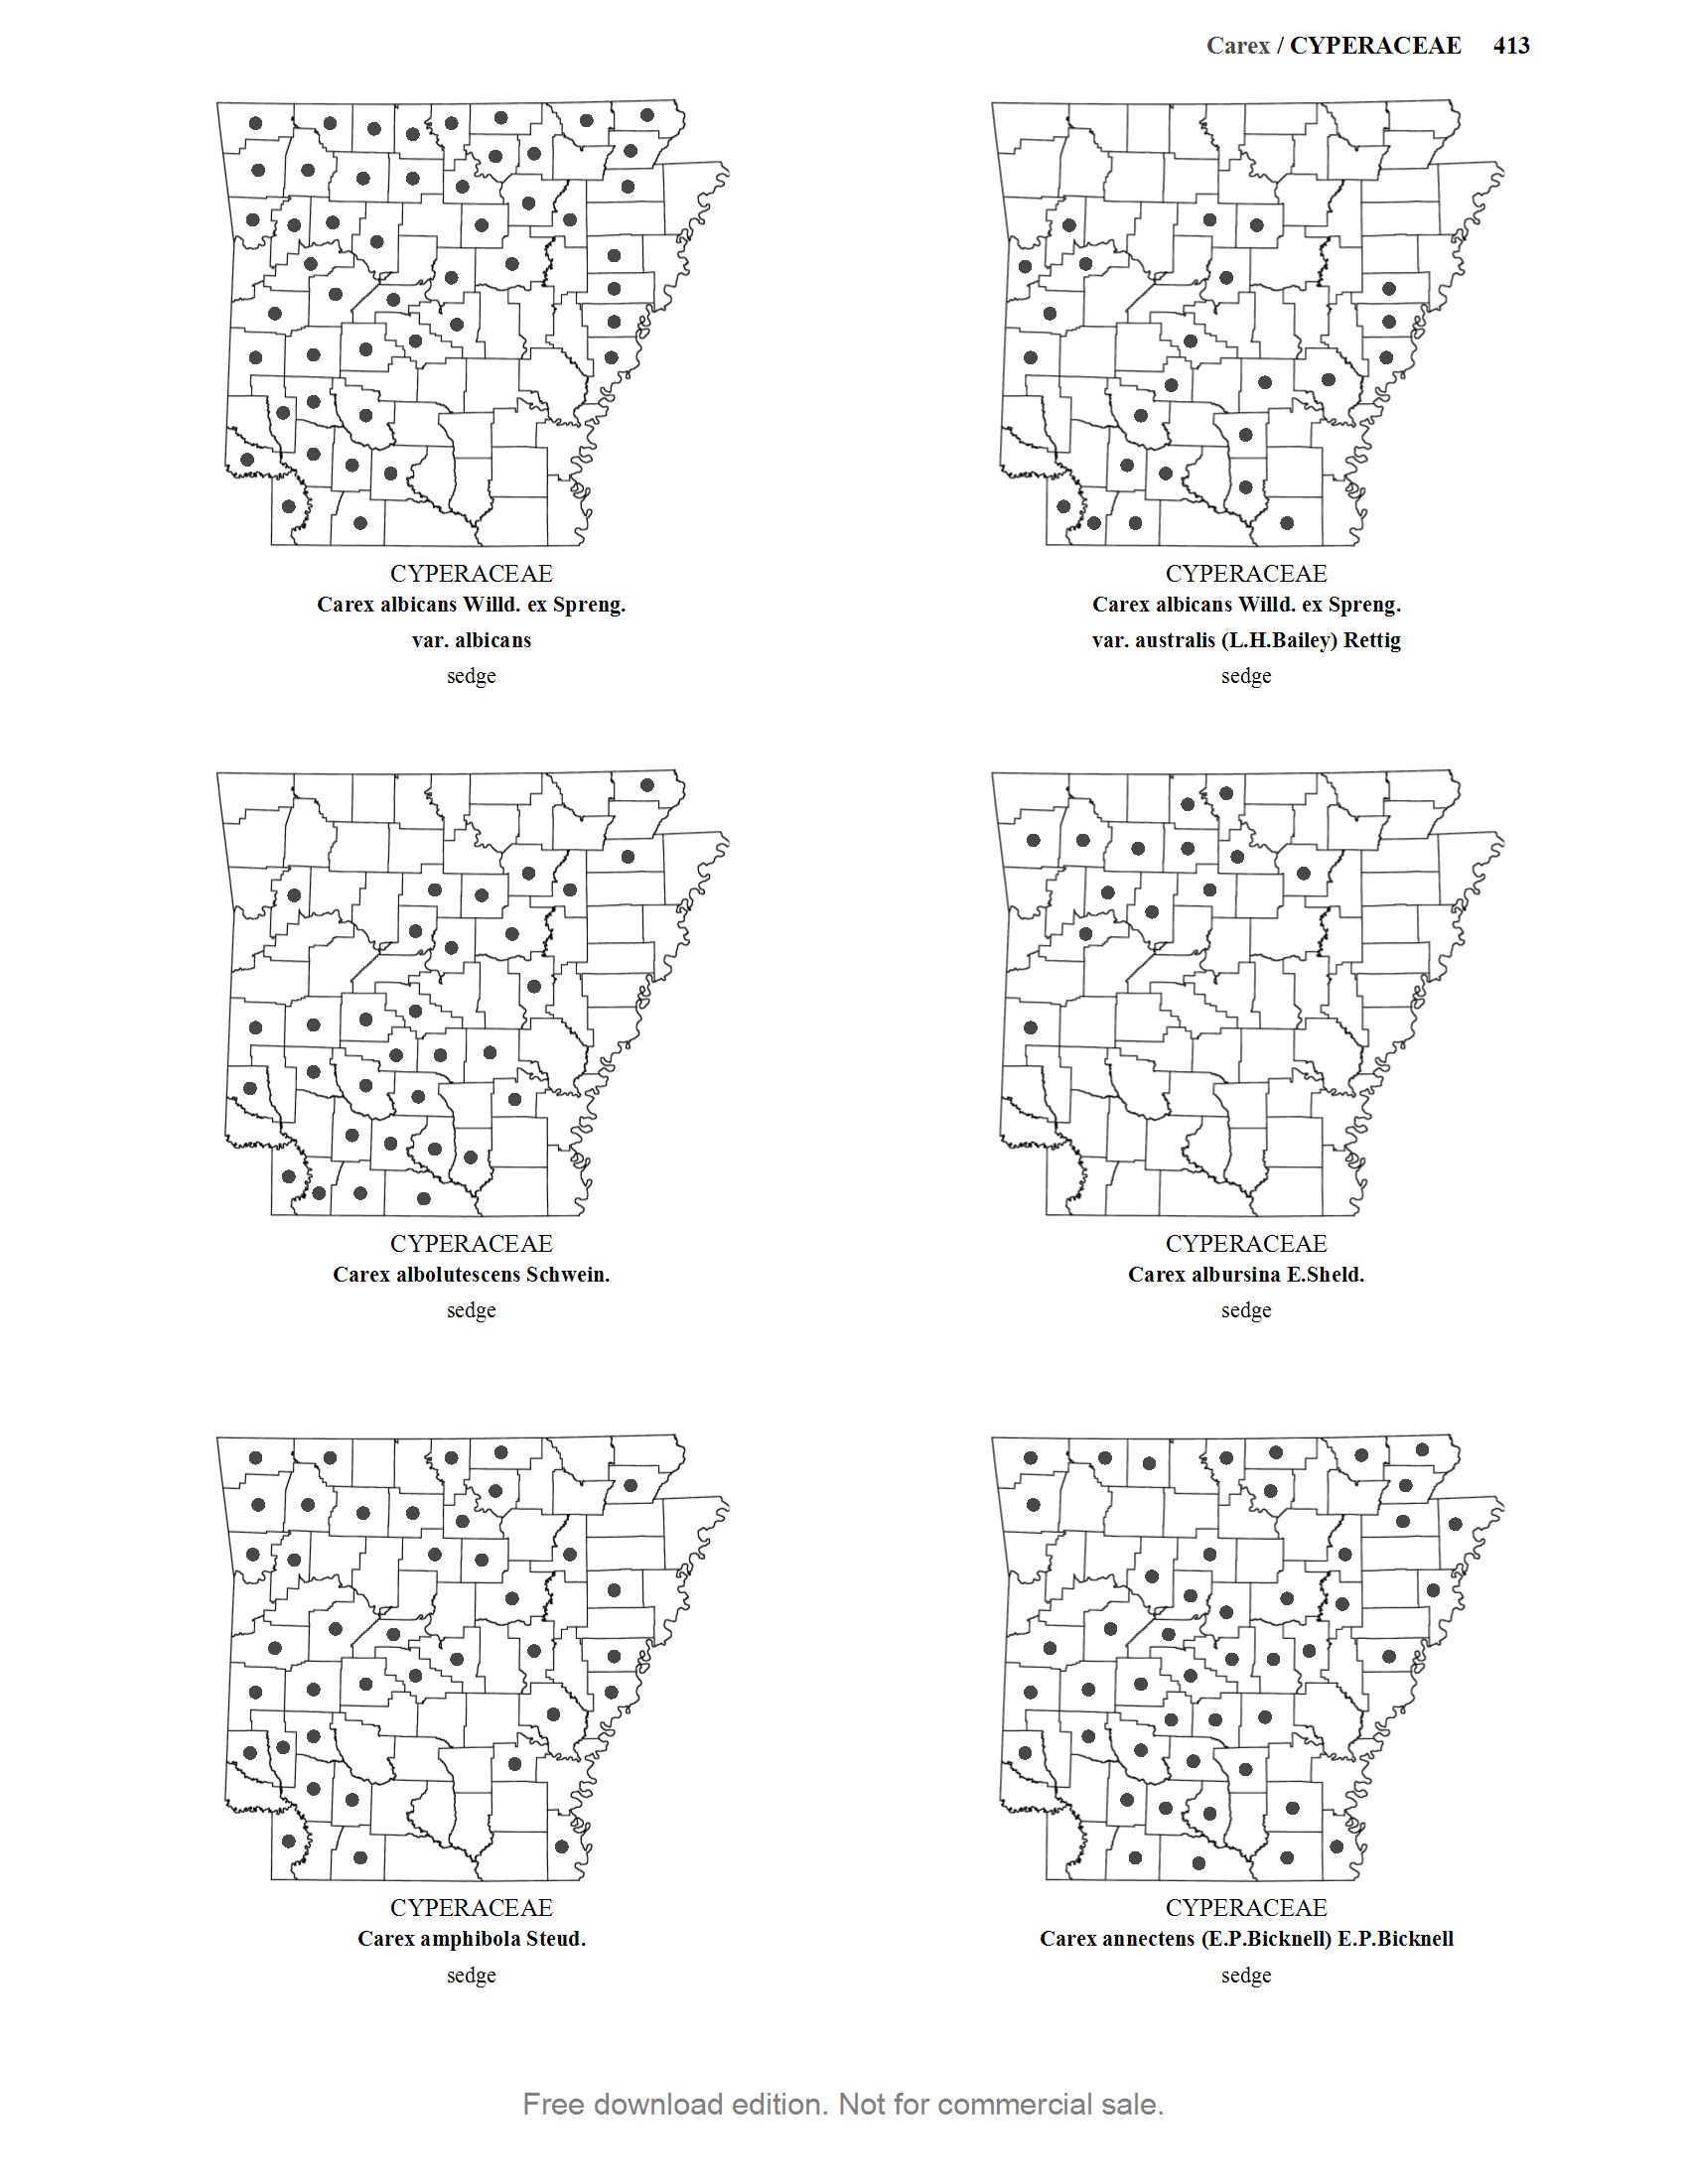 Carex / CYPERACEAE 413
CYPERACEAE
Carex albicans Willd. ex Spreng.
var. albicans
sedge
CYPERACEAE
Carex albicans Willd. ex Spreng.
var. australis (L.H.Bailey) Rettig
sedge
CYPERACEAE
Carex albolutescens Schwein.
sedge
CYPERACEAE
Carex albursina E.Sheld.
sedge
CYPERACEAE
Carex amphibola Steud.
sedge
CYPERACEAE
Carex annectens (E.P.Bicknell) E.P.Bicknell
sedge
Free download edition. Not for commercial sale.